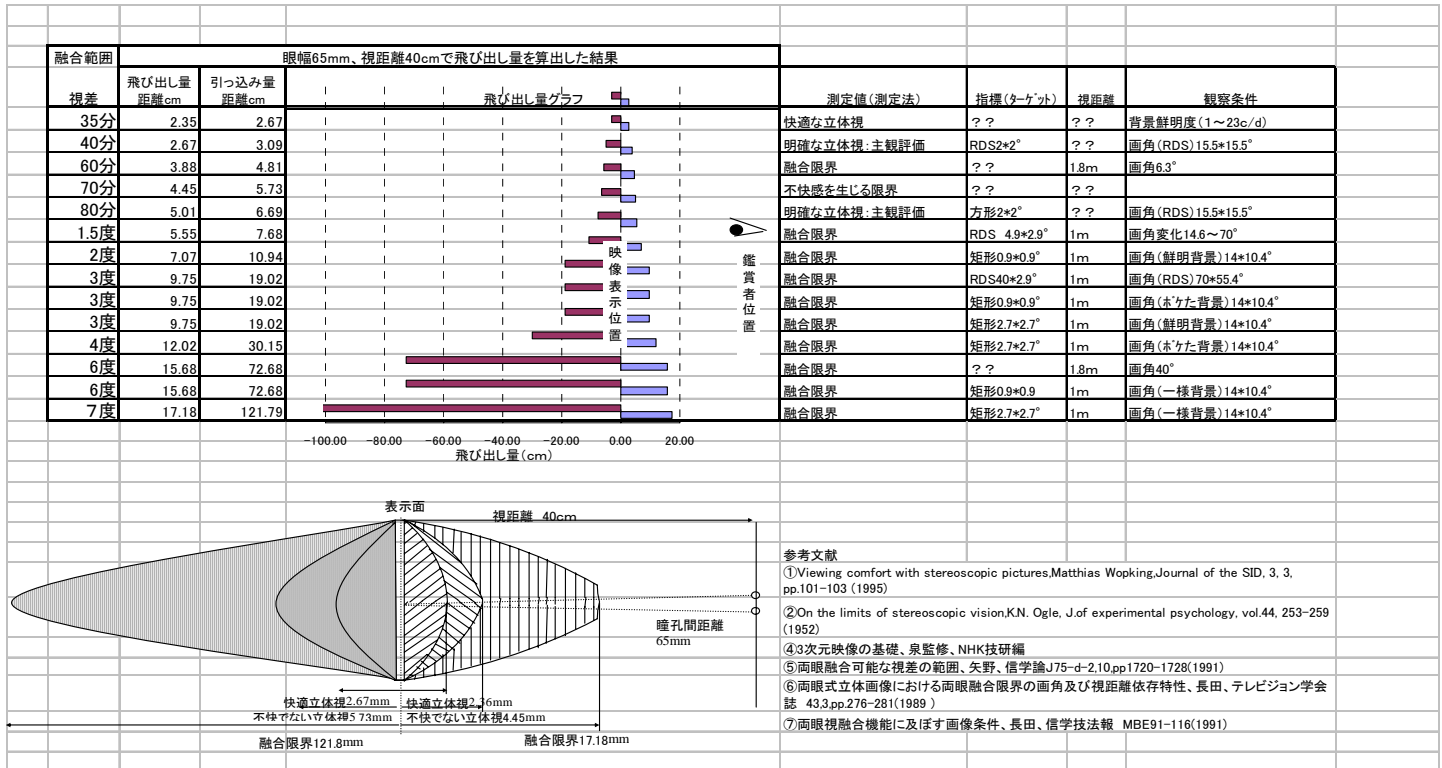 融合範囲 眼幅65mm、視距離40cmで飛び出し量を算出した結果
視差 飛び出し量 距離cm 引っ込み量 距離cm 飛び出し量グラフ 測定値(測定法) 指標(ターゲット) 視距離 観察条件
35分 2.35 2.67 快適な立体視 ?? ?? 背景鮮明度(1~23c/d)
40分 2.67 3.09 明確な立体視:主観評価 RDS2*2° ?? 画角(RDS)15.5*15.5°
60分 3.88 4.81 融合限界 ?? 1.8m 画角6.3°
70分 4.45 5.73 不快感を生じる限界 ?? ??
80分 5.01 6.69 明確な立体視:主観評価 方形2*2° ?? 画角(RDS)15.5*15.5°
1.5度 5.55 7.68 融合限界 RDS 4.9*2.9° 1m 画角変化14.6~70°
2度 7.07 10.94 融合限界 矩形0.9*0.9° 1m 画角(鮮明背景)14*10.4°
3度 9.75 19.02 融合限界 RDS40*2.9° 1m 画角(RDS)70*55.4°
3度 9.75 19.02 融合限界 矩形0.9*0.9° 1m 画角(ボケた背景)14*10.4°
3度 9.75 19.02 融合限界 矩形2.7*2.7° 1m 画角(鮮明背景)14*10.4°
4度 12.02 30.15 融合限界 矩形2.7*2.7° 1m 画角(ボケた背景)14*10.4°
6度 15.68 72.68 融合限界 ?? 1.8m 画角40°
6度 15.68 72.68 融合限界 矩形0.9*0.9 1m 画角(一様背景)14*10.4°
7度 17.18 121.79 融合限界 矩形2.7*2.7° 1m 画角(一様背景)14*10.4°
映像表示位置
鑑賞者位置
-100.00 -80.00 -60.00 -40.00 -20.00 0.00 20.00
飛び出し量(cm)
表示面
視距離 40cm
瞳孔間距離
65mm
快適立体視2.67mm 快適立体視2.36mm
不快でない立体視5.73mm 不快でない立体視4.45mm
融合限界121.8mm 融合限界17.18mm
参考文献
①Viewing comfort with stereoscopic pictures,Matthias Wopking,Journal of the SID, 3, 3,
pp.101-103 (1995)
②On the limits of stereoscopic vision,K.N. Ogle, J.of experimental psychology, vol.44, 253-259
(1952)
④3次元映像の基礎、泉監修、NHK技研編
⑤両眼融合可能な視差の範囲、矢野、信学論J75-d-2,10,pp1720-1728(1991)
⑥両眼式立体画像における両眼融合限界の画角及び視距離依存特性、長田、テレビジョン学会
誌 43,3,pp.276-281(1989 )
⑦両眼視融合機能に及ぼす画像条件、長田、信学技法報 MBE91-116(1991)